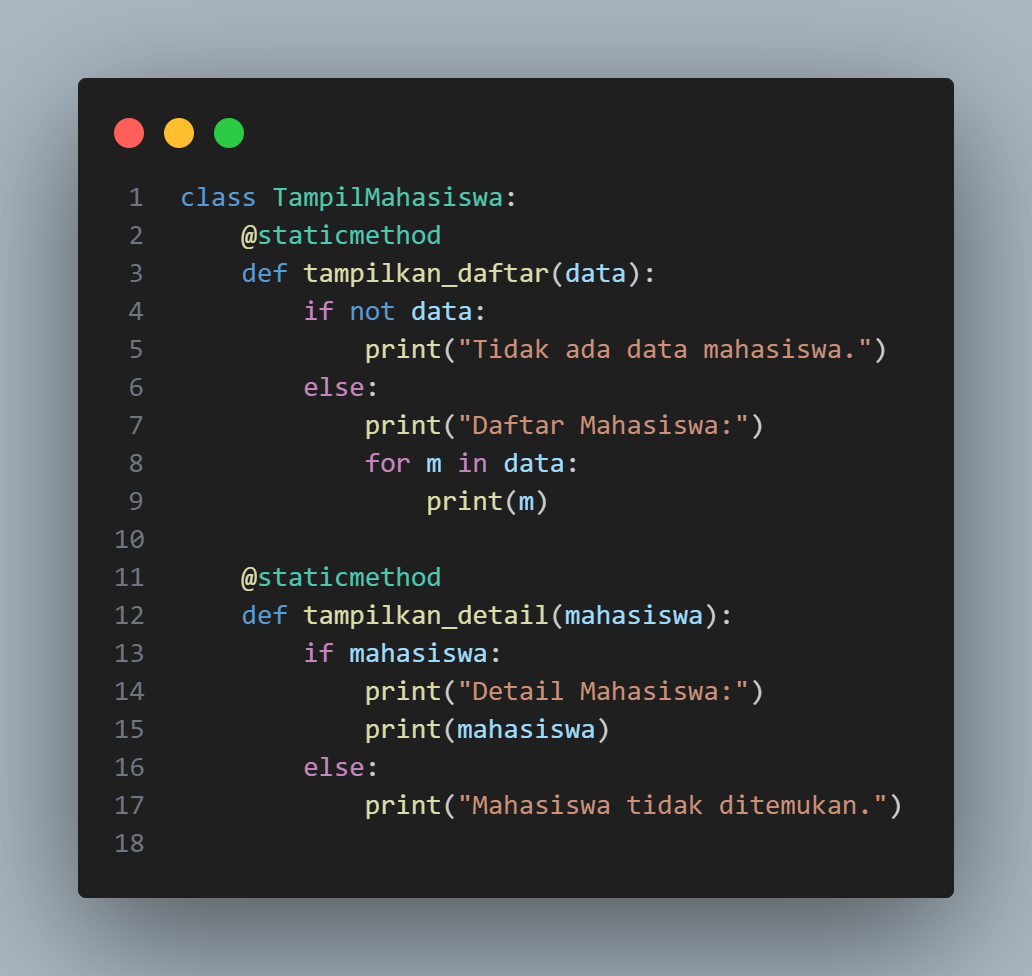 1 class TampilMahasiswa:
2     @staticmethod
3     def tampilkan_daftar(data):
4         if not data:
5             print("Tidak ada data mahasiswa.")
6         else:
7             print("Daftar Mahasiswa:")
8             for m in data:
9                 print(m)
10
11     @staticmethod
12     def tampilkan_detail(mahasiswa):
13         if mahasiswa:
14             print("Detail Mahasiswa:")
15             print(mahasiswa)
16         else:
17             print("Mahasiswa tidak ditemukan.")
18